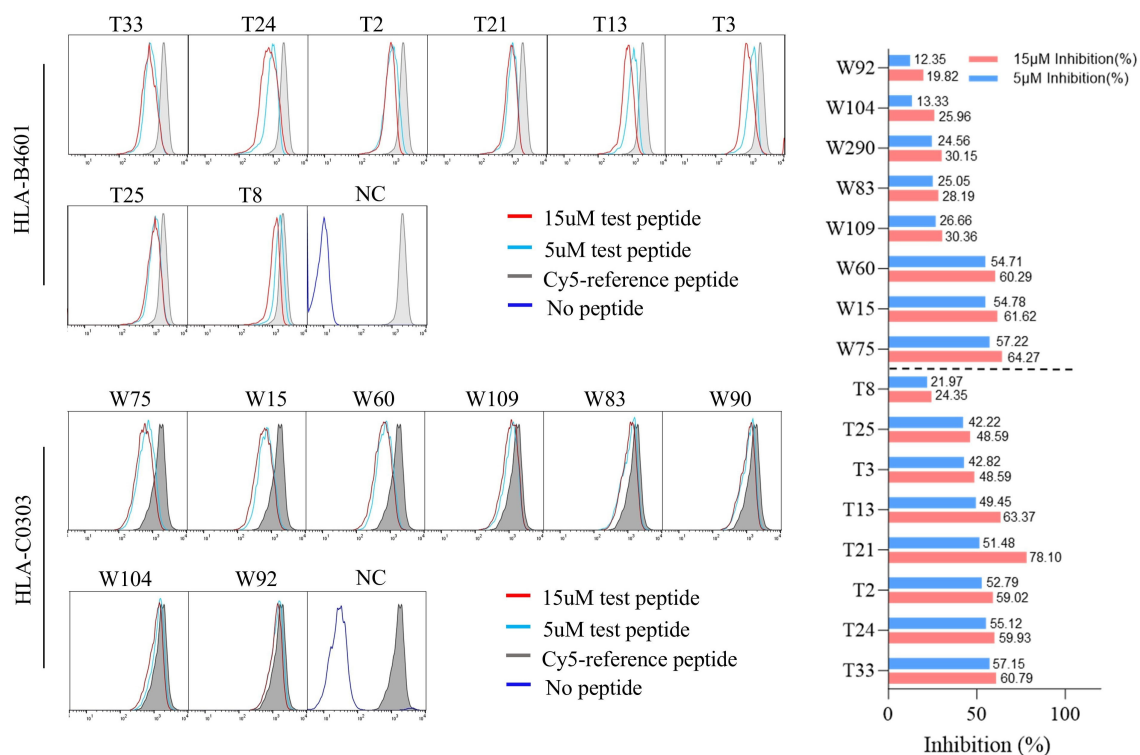 T33 T24 T2 T21 T13 T3
HLA-B4601
T25 T8 NC
15uM test peptide
5uM test peptide
Cy5-reference peptide
No peptide
W75 W15 W60 W109 W83 W90
HLA-C0303
W104 W92 NC
15uM test peptide
5uM test peptide
Cy5-reference peptide
No peptide
15μM Inhibition(%)
5μM Inhibition(%)
W92 12.35
19.82
W104 13.33
25.96
W290 24.56
30.15
W83 25.05
28.19
W109 26.66
30.36
W60 54.71
60.29
W15 54.78
61.62
W75 57.22
64.27
T8 21.97
24.35
T25 42.22
48.59
T3 42.82
48.59
T13 49.45
63.37
T21 51.48
78.10
T2 52.79
59.02
T24 55.12
59.93
T33 57.15
60.79
0 50 100
Inhibition (%)